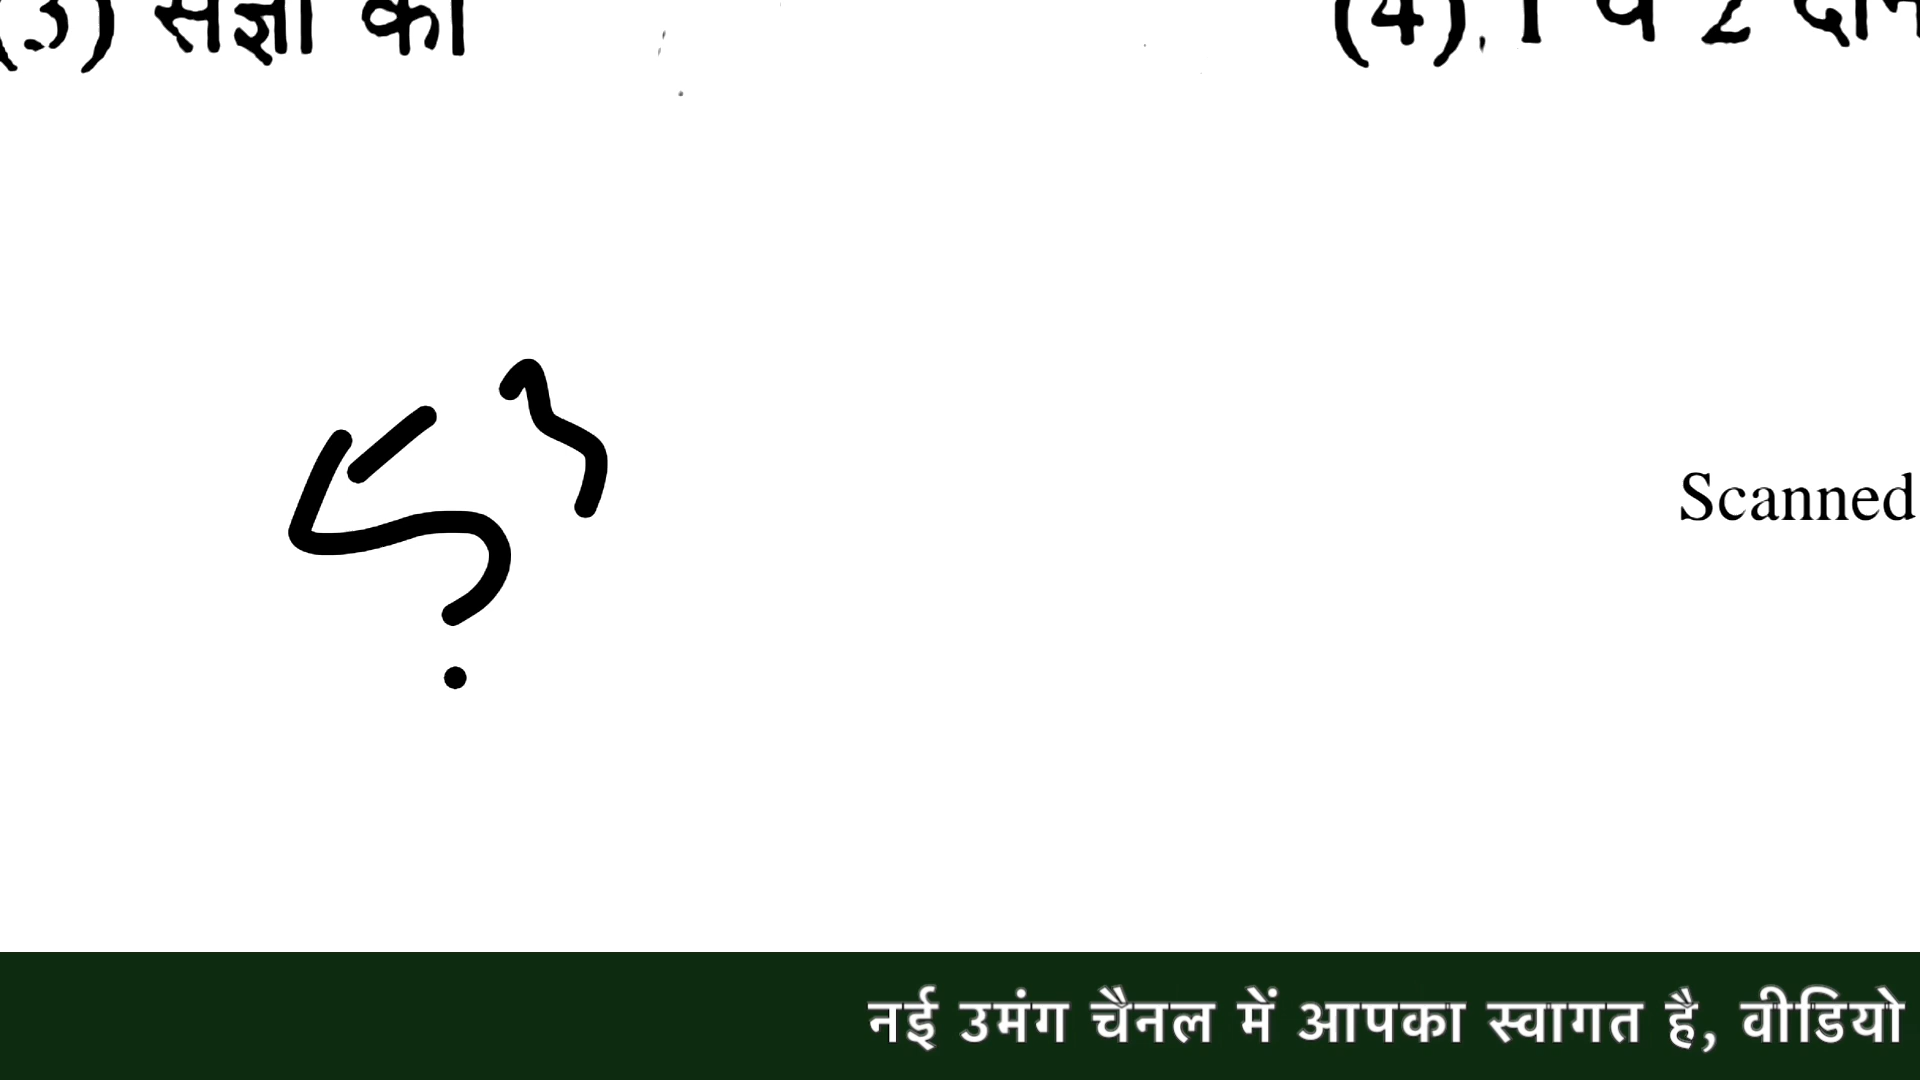 (3) संज्ञा की (4) 1 व 2 दोन
Scanned
नई उमंग चैनल में आपका स्वागत है, वीडियो